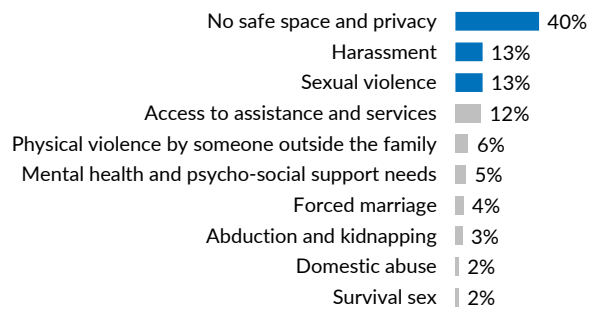 No safe space and privacy 40%
Harassment 13%
Sexual violence 13%
Access to assistance and services 12%
Physical violence by someone outside the family 6%
Mental health and psycho-social support needs 5%
Forced marriage 4%
Abduction and kidnapping 3%
Domestic abuse 2%
Survival sex 2%